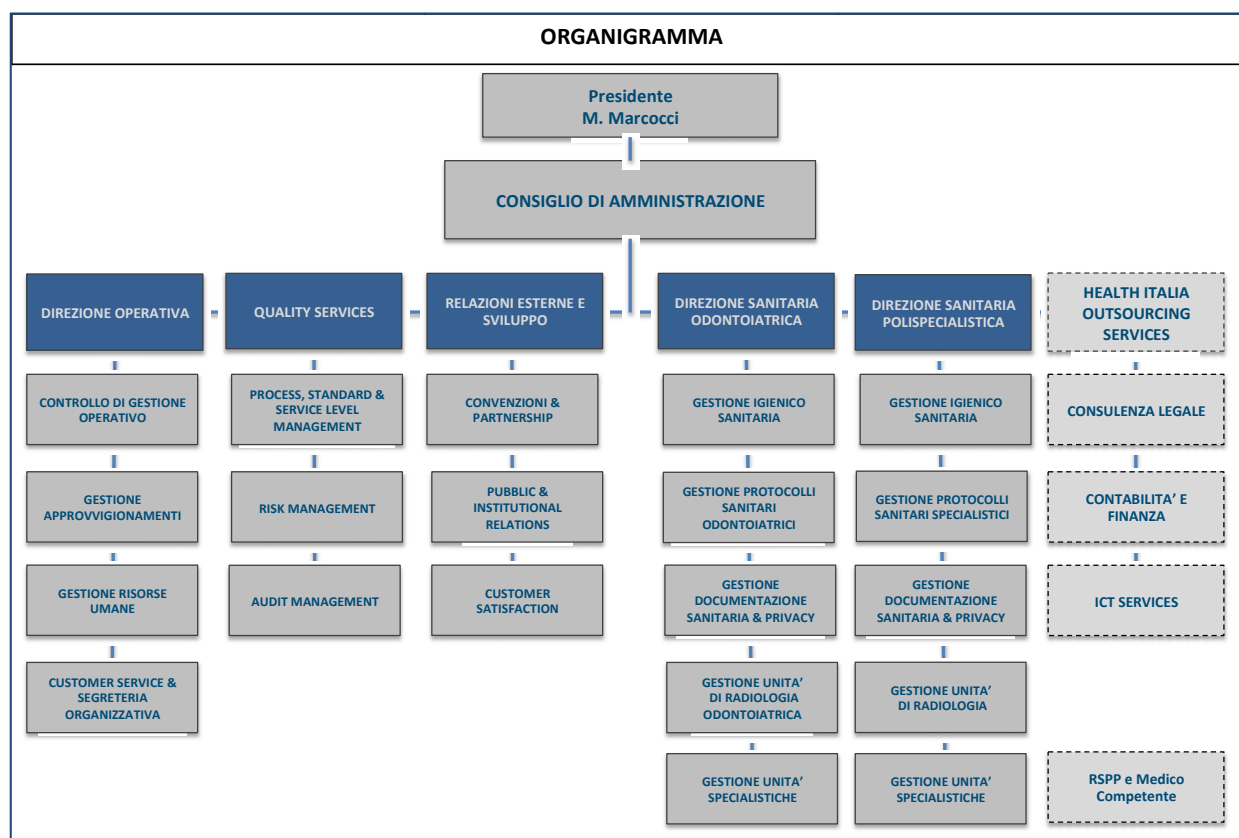 ORGANIGRAMMA
Presidente
M. Marcocci
CONSIGLIO DI AMMINISTRAZIONE
DIREZIONE OPERATIVA
QUALITY SERVICES
RELAZIONI ESTERNE E
SVILUPPO
DIREZIONE SANITARIA
ODONTOIATRICA
DIREZIONE SANITARIA
POLISPECIALISTICA
HEALTH ITALIA
OUTSOURCING
SERVICES
CONTROLLO DI GESTIONE
OPERATIVO
PROCESS, STANDARD &
SERVICE LEVEL
MANAGEMENT
CONVENZIONI &
PARTNERSHIP
GESTIONE IGIENICO
SANITARIA
GESTIONE IGIENICO
SANITARIA
CONSULENZA LEGALE
GESTIONE
APPROVVIGIONAMENTI
RISK MANAGEMENT
PUBBLIC &
INSTITUTIONAL
RELATIONS
GESTIONE PROTOCOLLI
SANITARI
ODONTOIATRICI
GESTIONE PROTOCOLLI
SANITARI SPECIALISTICI
CONTABILITA’ E
FINANZA
GESTIONE RISORSE
UMANE
AUDIT MANAGEMENT
CUSTOMER
SATISFACTION
GESTIONE
DOCUMENTAZIONE
SANITARIA & PRIVACY
GESTIONE
DOCUMENTAZIONE
SANITARIA & PRIVACY
ICT SERVICES
CUSTOMER SERVICE &
SEGRETERIA
ORGANIZZATIVA
GESTIONE UNITA’
DI RADIOLOGIA
ODONTOIATRICA
GESTIONE UNITA’
DI RADIOLOGIA
GESTIONE UNITA’
SPECIALISTICHE
GESTIONE UNITA’
SPECIALISTICHE
RSPP e Medico
Competente